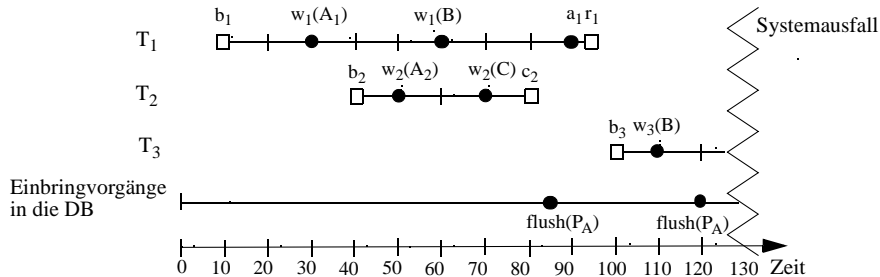 b₁ w₁(A₁) w₁(B) a₁ r₁
Systemausfall
T₁
b₂ w₂(A₂) w₂(C) c₂
T₂
b₃ w₃(B)
T₃
Einbringvorgänge
in die DB
flush(P_A) flush(P_A)
0 10 20 30 40 50 60 70 80 90 100 110 120 130 Zeit